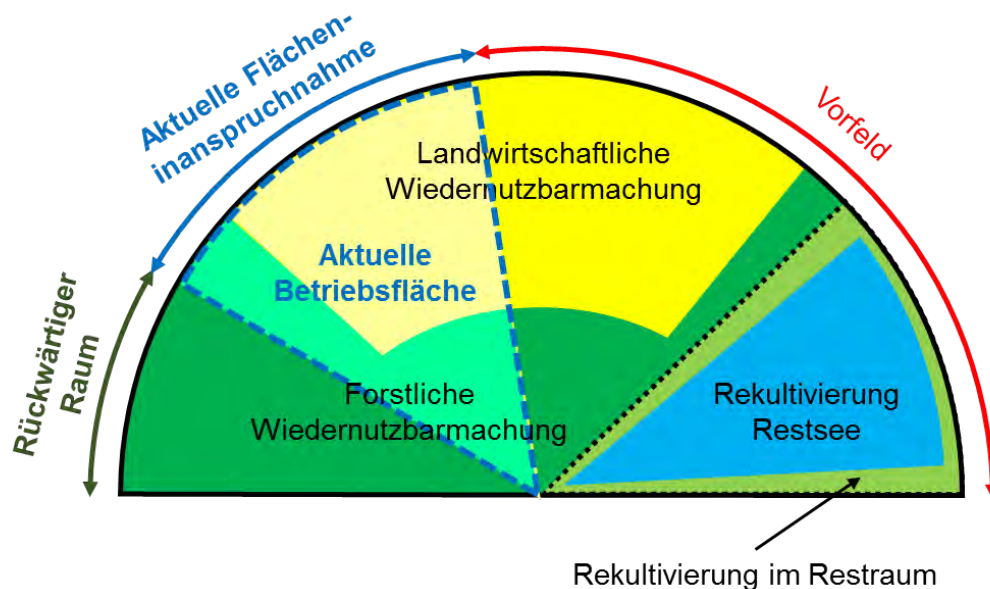 Aktuelle Flächen-
inanspruchnahme
Vorfeld
Landwirtschaftliche
Wiedernutzbarmachung
Aktuelle
Betriebsfläche
Rückwärtiger
Raum
Forstliche
Wiedernutzbarmachung
Rekultivierung
Restsee
Rekultivierung im Restraum